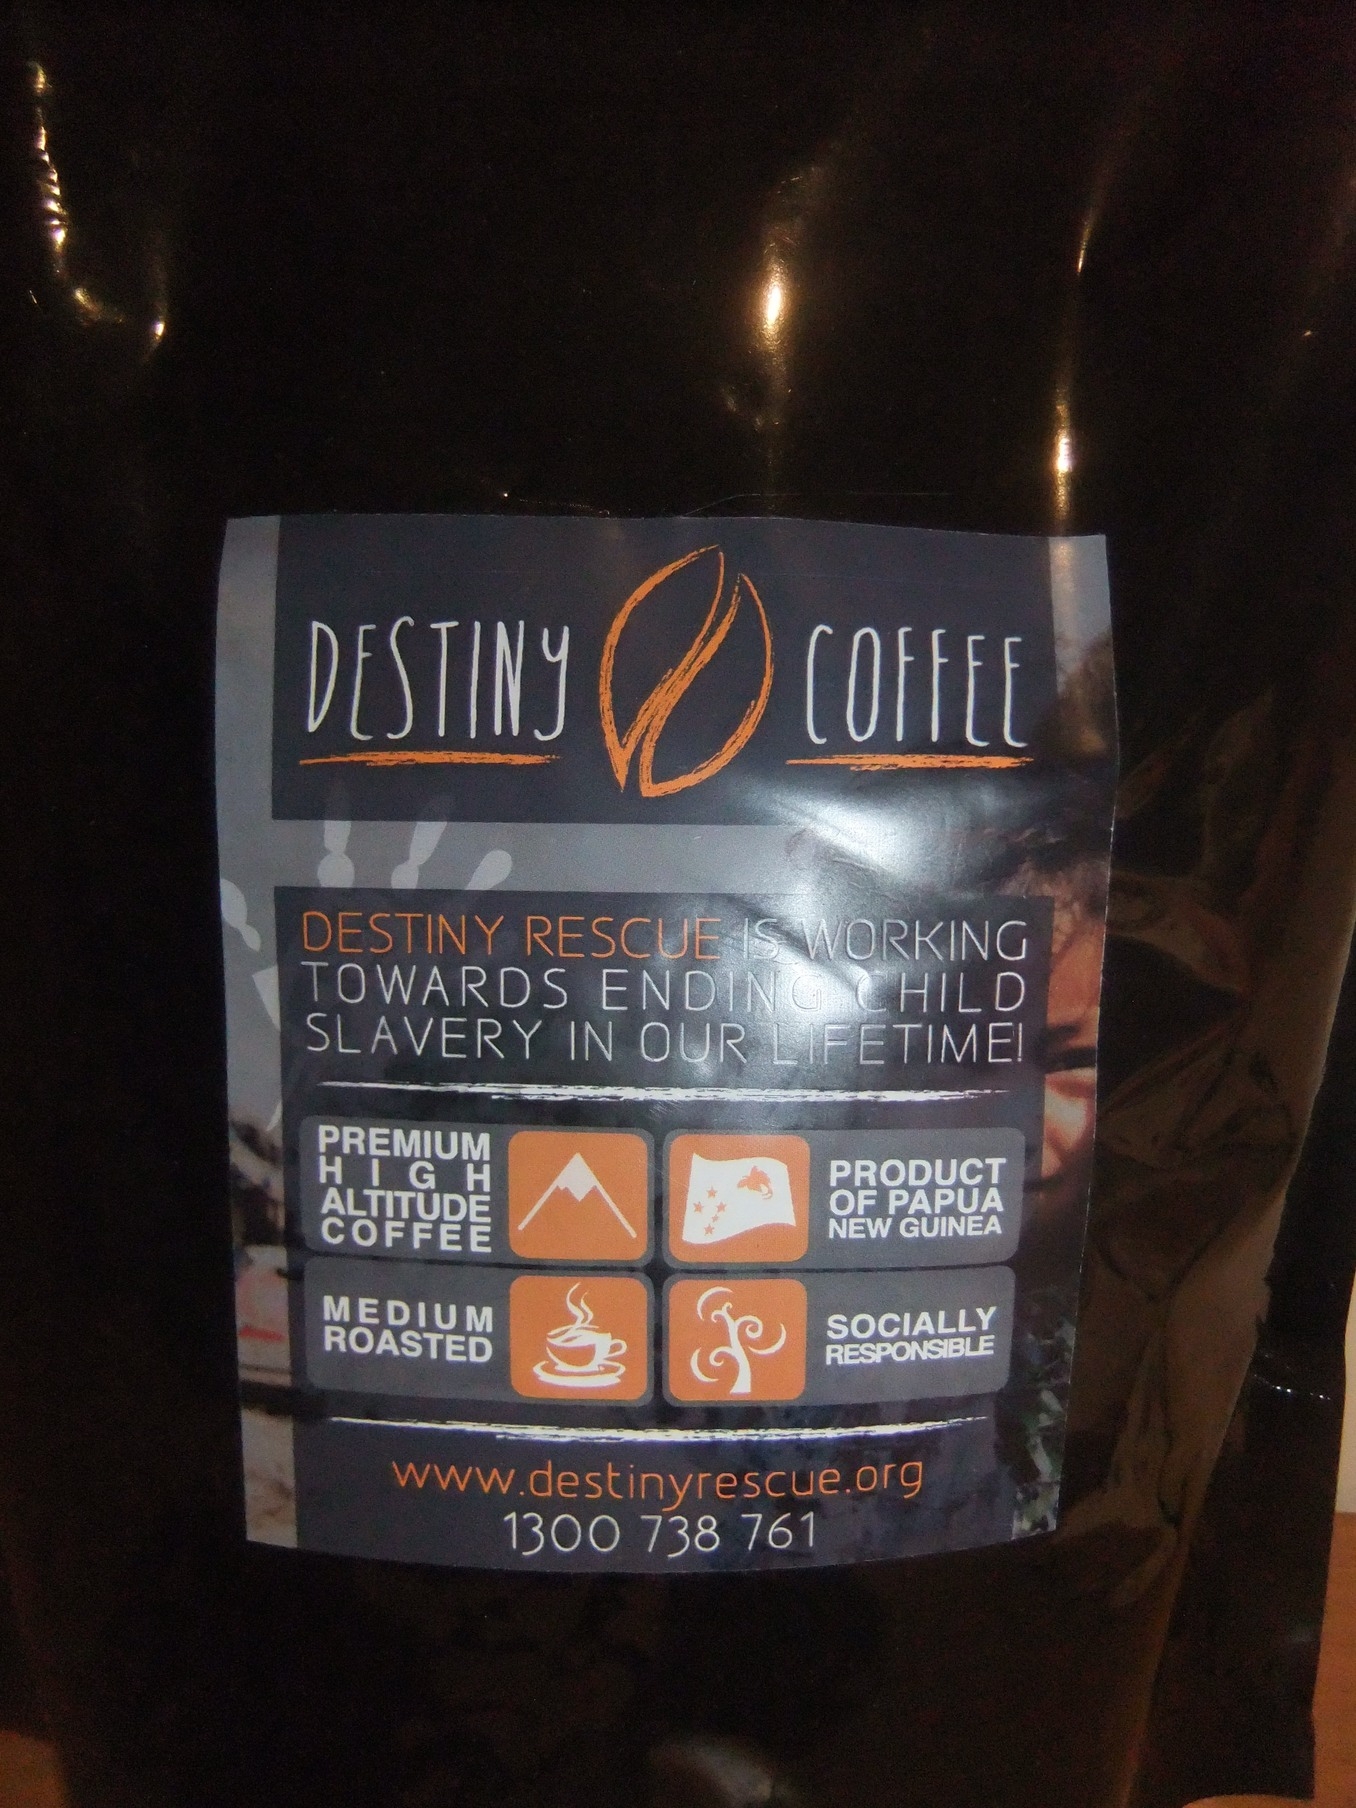 DESTINY COFFEE
DESTINY RESCUE IS WORKING
TOWARDS ENDING CHILD
SLAVERY IN OUR LIFETIME!
PREMIUM
HIGH
ALTITUDE
COFFEE
PRODUCT
OF PAPUA
NEW GUINEA
MEDIUM
ROASTED
SOCIALLY
RESPONSIBLE
www.destinyrescue.org
1300 738 761